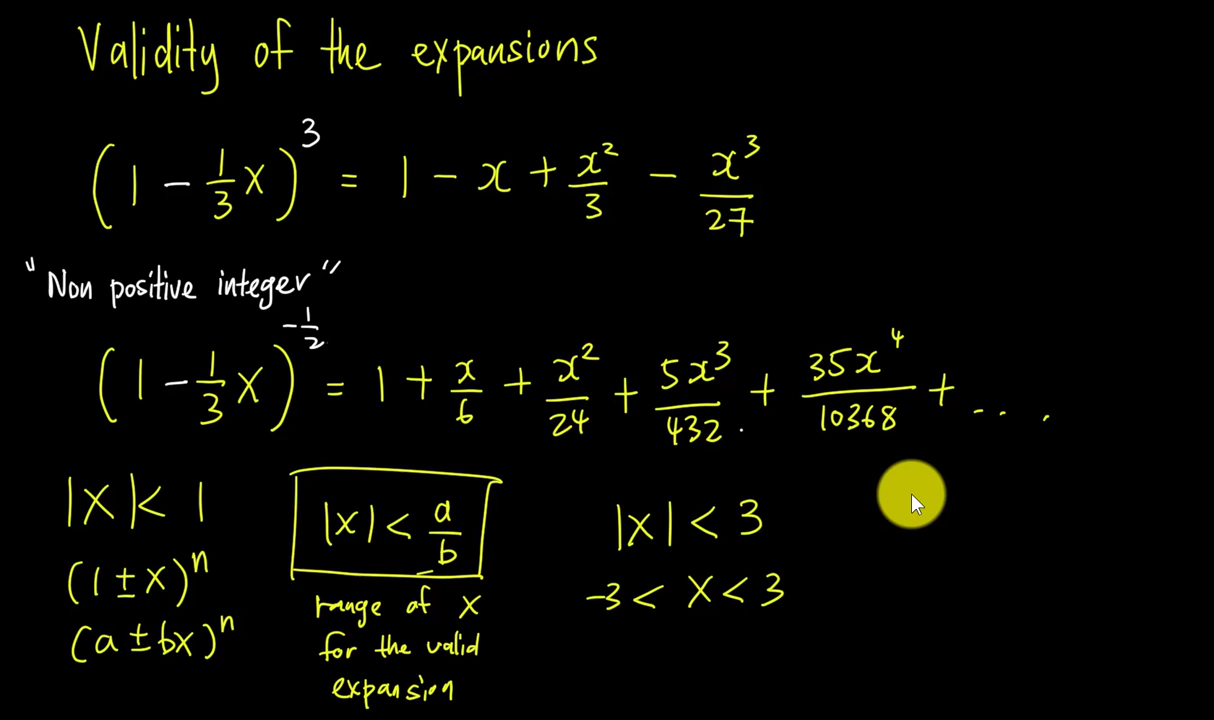 Validity of the expansions
(1 - 1/3 x)^3 = 1 - x + x^2/3 - x^3/27
"Non positive integer"
(1 - 1/3 x)^(-1/2) = 1 + x/6 + x^2/24 + 5x^3/432 + 35x^4/10368 + ....
|x| < 1
(1 ± x)^n
(a ± bx)^n
|x| < a/b
range of x
for the valid
expansion
|x| < 3
-3 < x < 3